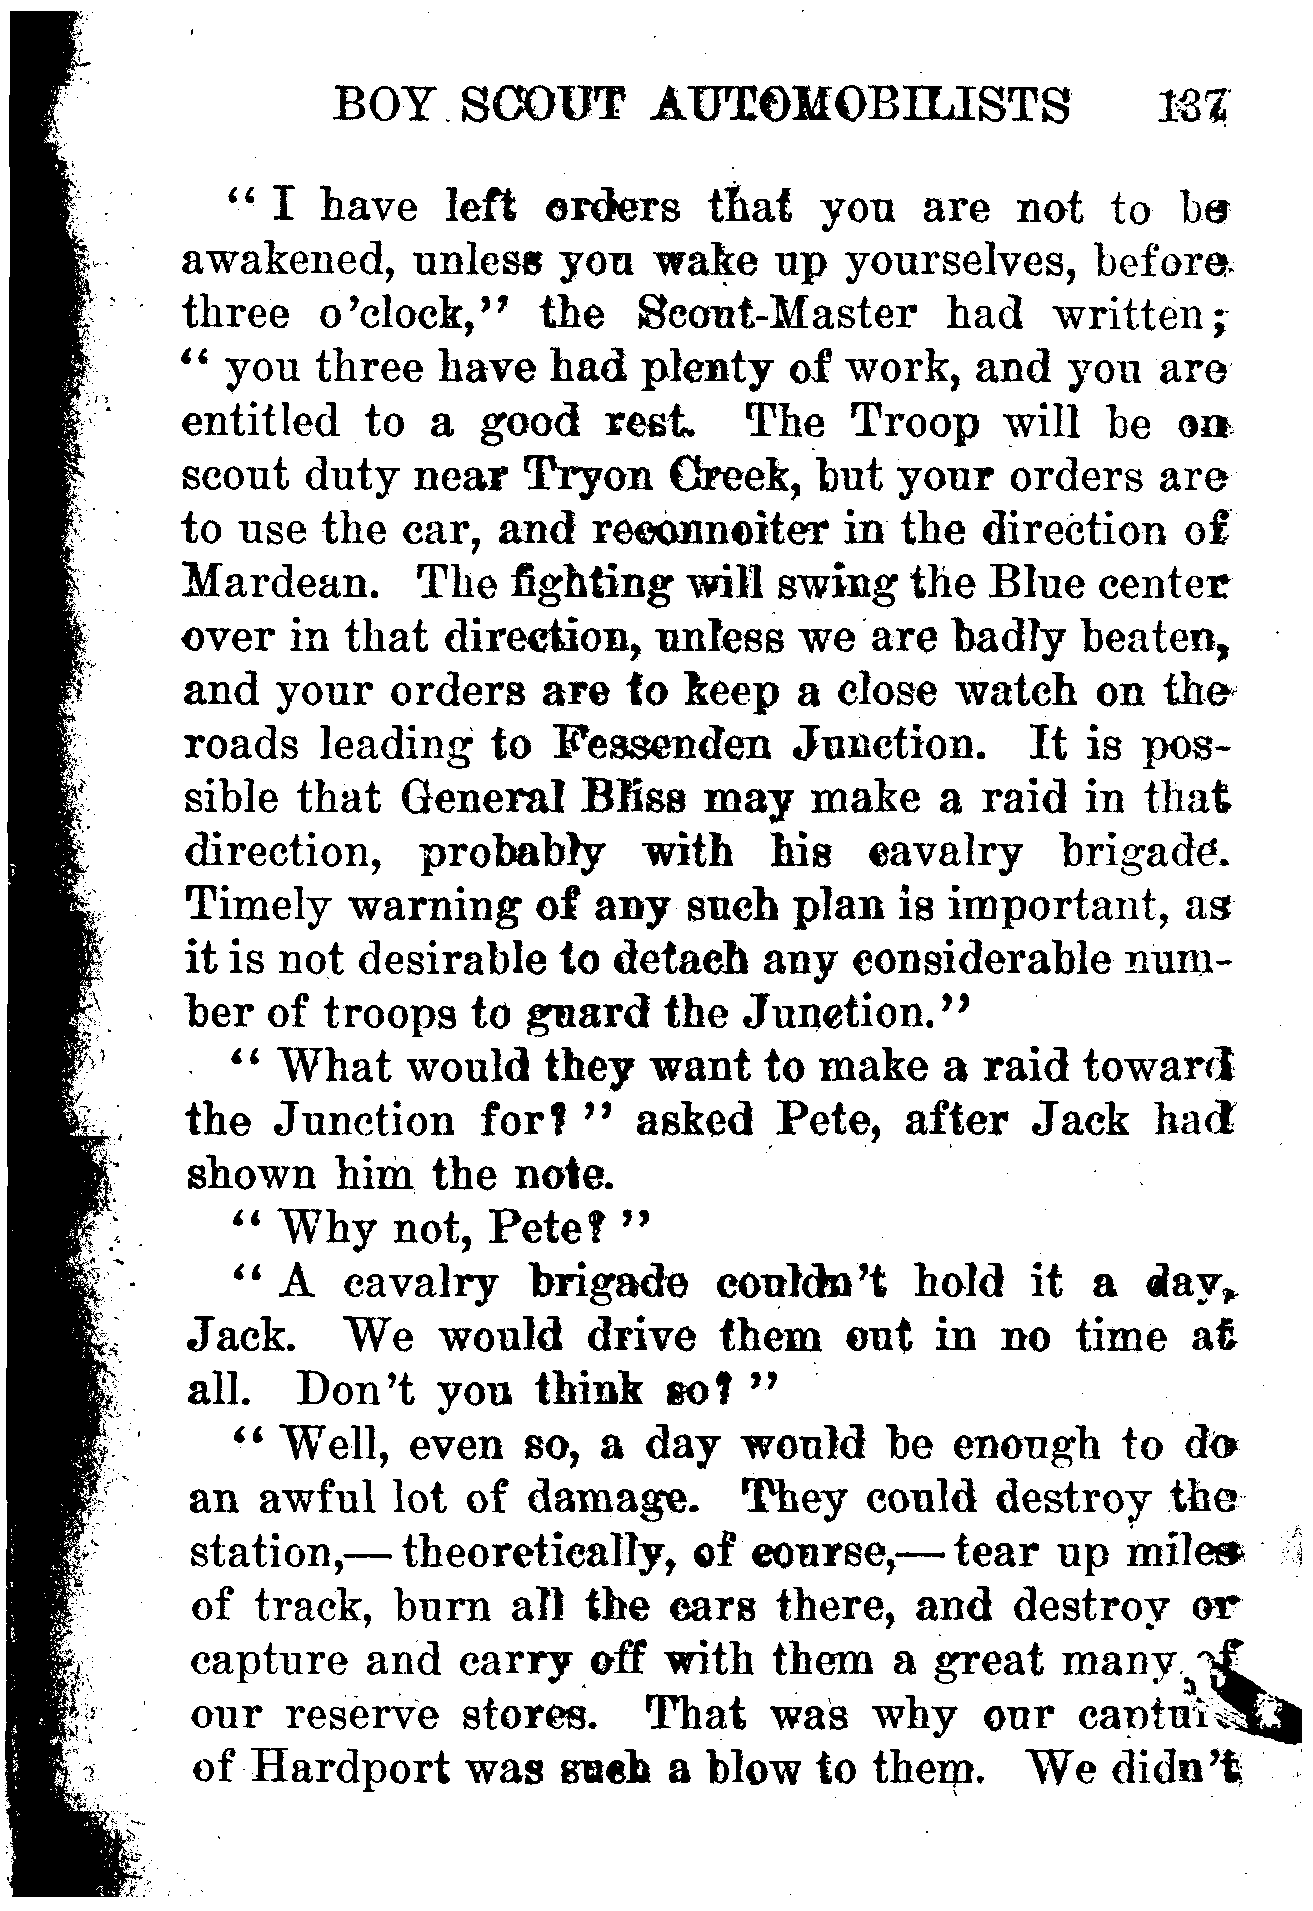 BOY SCOUT AUTOMOBILISTS 137
“ I have left orders that you are not to be
awakened, unless you wake up yourselves, before
three o’clock,” the Scout-Master had written;
“ you three have had plenty of work, and you are
entitled to a good rest. The Troop will be on
scout duty near Tryon Creek, but your orders are
to use the car, and reconnoiter in the direction of
Mardean. The fighting will swing the Blue center
over in that direction, unless we are badly beaten,
and your orders are to keep a close watch on the
roads leading to Fessenden Junction. It is pos-
sible that General Bliss may make a raid in that
direction, probably with his cavalry brigade.
Timely warning of any such plan is important, as
it is not desirable to detach any considerable num-
ber of troops to guard the Junction.”
“ What would they want to make a raid toward
the Junction for? ” asked Pete, after Jack had
shown him the note.
“ Why not, Pete? ”
“ A cavalry brigade couldn’t hold it a day,
Jack. We would drive them out in no time at
all. Don’t you think so? ”
“ Well, even so, a day would be enough to do
an awful lot of damage. They could destroy the
station,— theoretically, of course,— tear up miles
of track, burn all the cars there, and destroy or
capture and carry off with them a great many of
our reserve stores. That was why our
of Hardport was such a blow to them. We didn’t